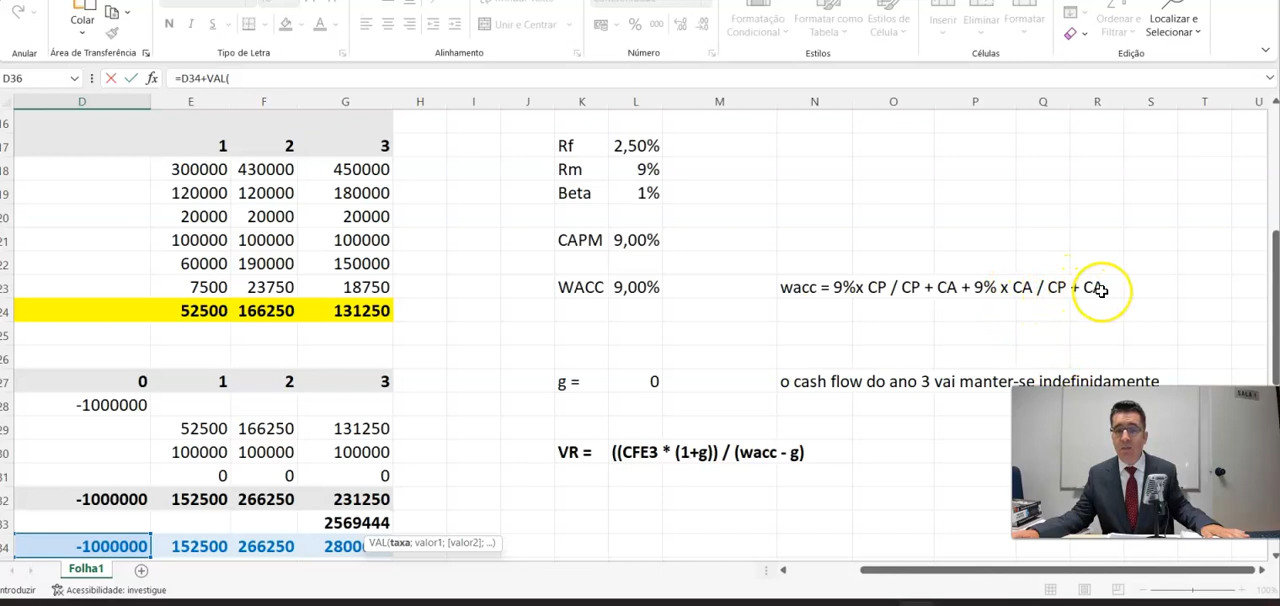 Colar
Unir e Centrar
Formatação Condicional
Formatar como Tabela
Estilos de Célula
Inserir Eliminar Formatar
Ordenar e Filtrar
Localizar e Selecionar
Anular Área de Transferência Tipo de Letra Alinhamento Número Estilos Células Edição
D36 fx =D34+VAL(
D E F G H I J K L M N O P Q R S T U
16
17 1 2 3 Rf 2,50%
18 300000 430000 450000 Rm 9%
19 120000 120000 180000 Beta 1%
20 20000 20000 20000
21 100000 100000 100000 CAPM 9,00%
22 60000 190000 150000
23 7500 23750 18750 WACC 9,00% wacc = 9%x CP / CP + CA + 9% x CA / CP + CA
24 52500 166250 131250
25
26
27 0 1 2 3 g = 0 o cash flow do ano 3 vai manter-se indefinidamente
28 -1000000
29 52500 166250 131250
30 100000 100000 100000 VR = ((CFE3 * (1+g)) / (wacc - g)
31 0 0 0
32 -1000000 152500 266250 231250
33 2569444
34 -1000000 152500 266250 2800
VAL(taxa; valor1; [valor2]; ...)
Folha1
ntroduzir Acessibilidade: investigue 100%
SALA 1